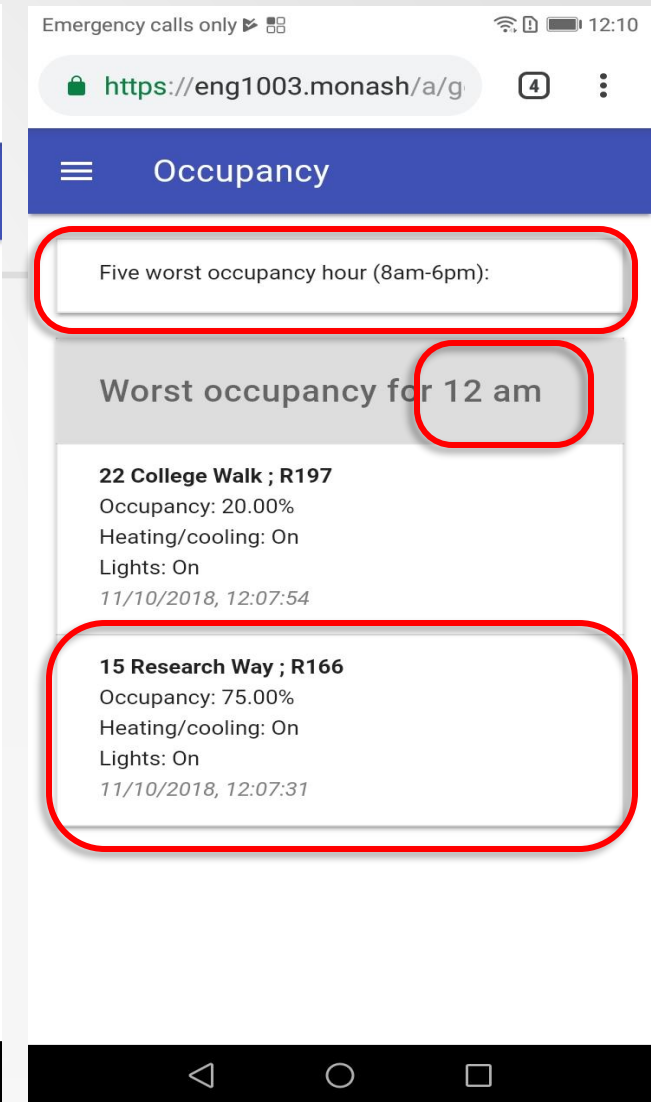 Emergency calls only
12:10
https://eng1003.monash/a/g
4
Occupancy
Five worst occupancy hour (8am-6pm):
Worst occupancy for 12 am
22 College Walk ; R197
Occupancy: 20.00%
Heating/cooling: On
Lights: On
11/10/2018, 12:07:54
15 Research Way ; R166
Occupancy: 75.00%
Heating/cooling: On
Lights: On
11/10/2018, 12:07:31